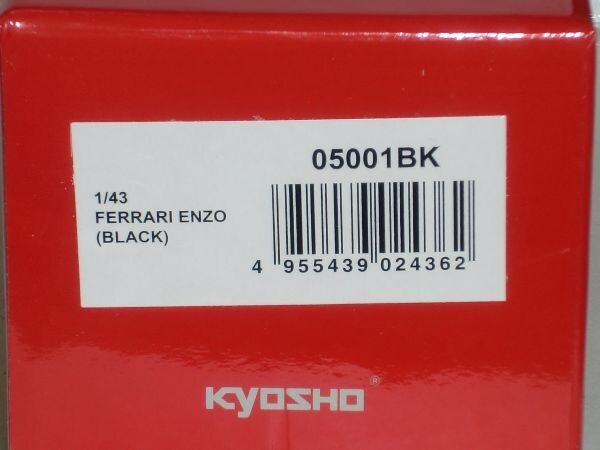 05001BK
1/43
FERRARI ENZO
(BLACK)
4 955439 024362
KYOSHO®